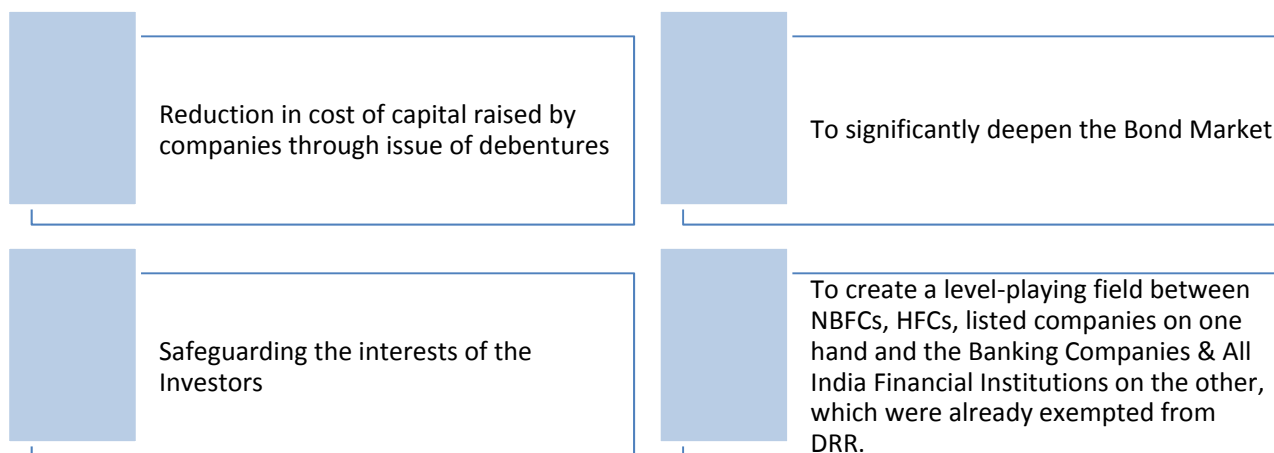 Reduction in cost of capital raised by
companies through issue of debentures
To significantly deepen the Bond Market
Safeguarding the interests of the
Investors
To create a level-playing field between
NBFCs, HFCs, listed companies on one
hand and the Banking Companies & All
India Financial Institutions on the other,
which were already exempted from
DRR.